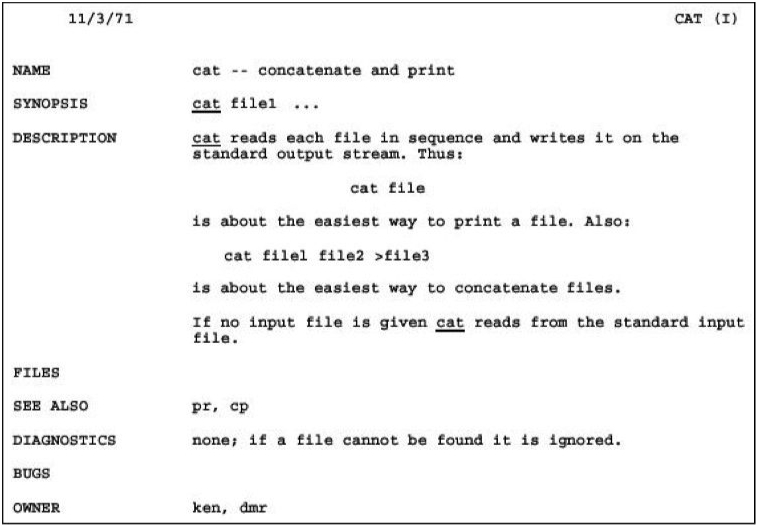 11/3/71 CAT (I)
NAME cat -- concatenate and print
SYNOPSIS cat file1 ...
DESCRIPTION cat reads each file in sequence and writes it on the
standard output stream. Thus:
cat file
is about the easiest way to print a file. Also:
cat file1 file2 >file3
is about the easiest way to concatenate files.
If no input file is given cat reads from the standard input
file.
FILES
SEE ALSO pr, cp
DIAGNOSTICS none; if a file cannot be found it is ignored.
BUGS
OWNER ken, dmr